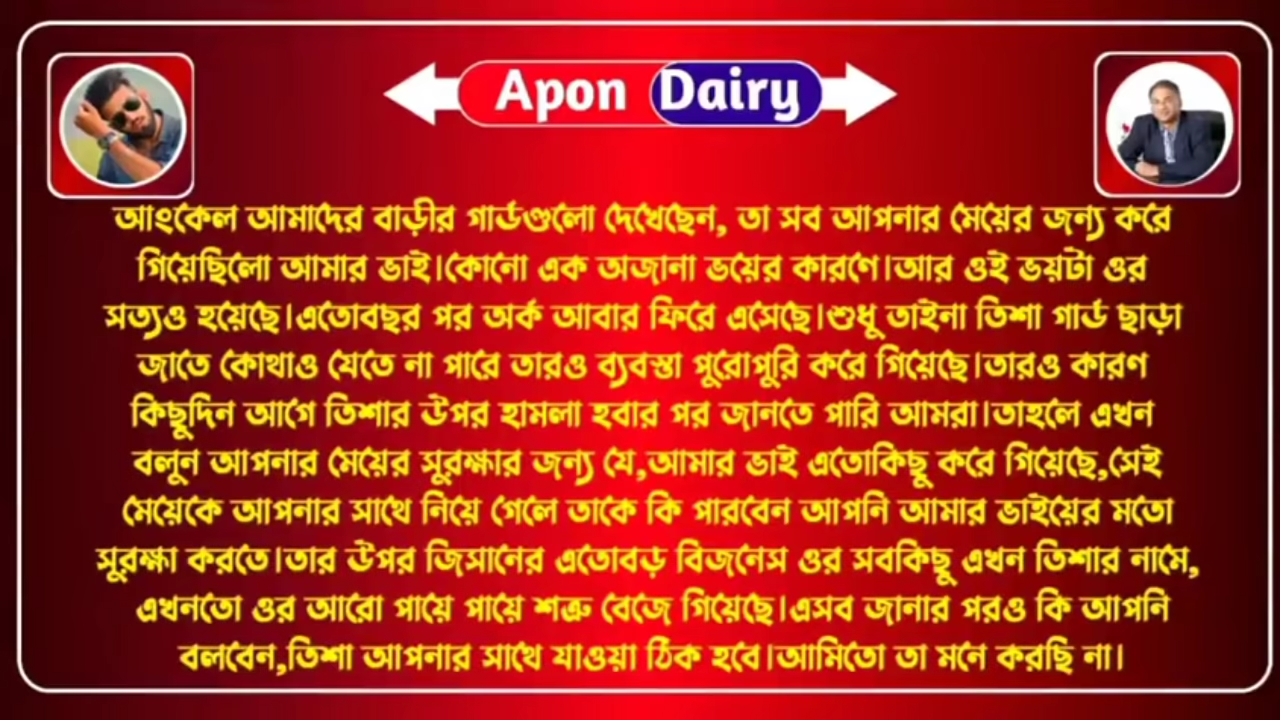 Apon Dairy
আংকেল আমাদের বাড়ীর গার্ডগুলো দেখেছেন, তা সব আপনার মেয়ের জন্য করে
গিয়েছিলো আমার ভাই।কোনো এক অজানা ভয়ের কারণে।আর ওই ভয়টা ওর
সত্যও হয়েছে।এতোবছর পর অর্ক আবার ফিরে এসেছে।শুধু তাইনা তিশা গার্ড ছাড়া
জাতে কোথাও যেতে না পারে তারও ব্যবস্তা পুরোপুরি করে গিয়েছে।তারও কারণ
কিছুদিন আগে তিশার উপর হামলা হবার পর জানতে পারি আমরা।তাহলে এখন
বলুন আপনার মেয়ের সুরক্ষার জন্য যে,আমার ভাই এতোকিছু করে গিয়েছে,সেই
মেয়েকে আপনার সাথে নিয়ে গেলে তাকে কি পারবেন আপনি আমার ভাইয়ের মতো
সুরক্ষা করতে।তার উপর জিসানের এতোবড় বিজনেস ওর সবকিছু এখন তিশার নামে,
এখনতো ওর আরো পায়ে পায়ে শত্রু বেজে গিয়েছে।এসব জানার পরও কি আপনি
বলবেন,তিশা আপনার সাথে যাওয়া ঠিক হবে।আমিতো তা মনে করছি না।